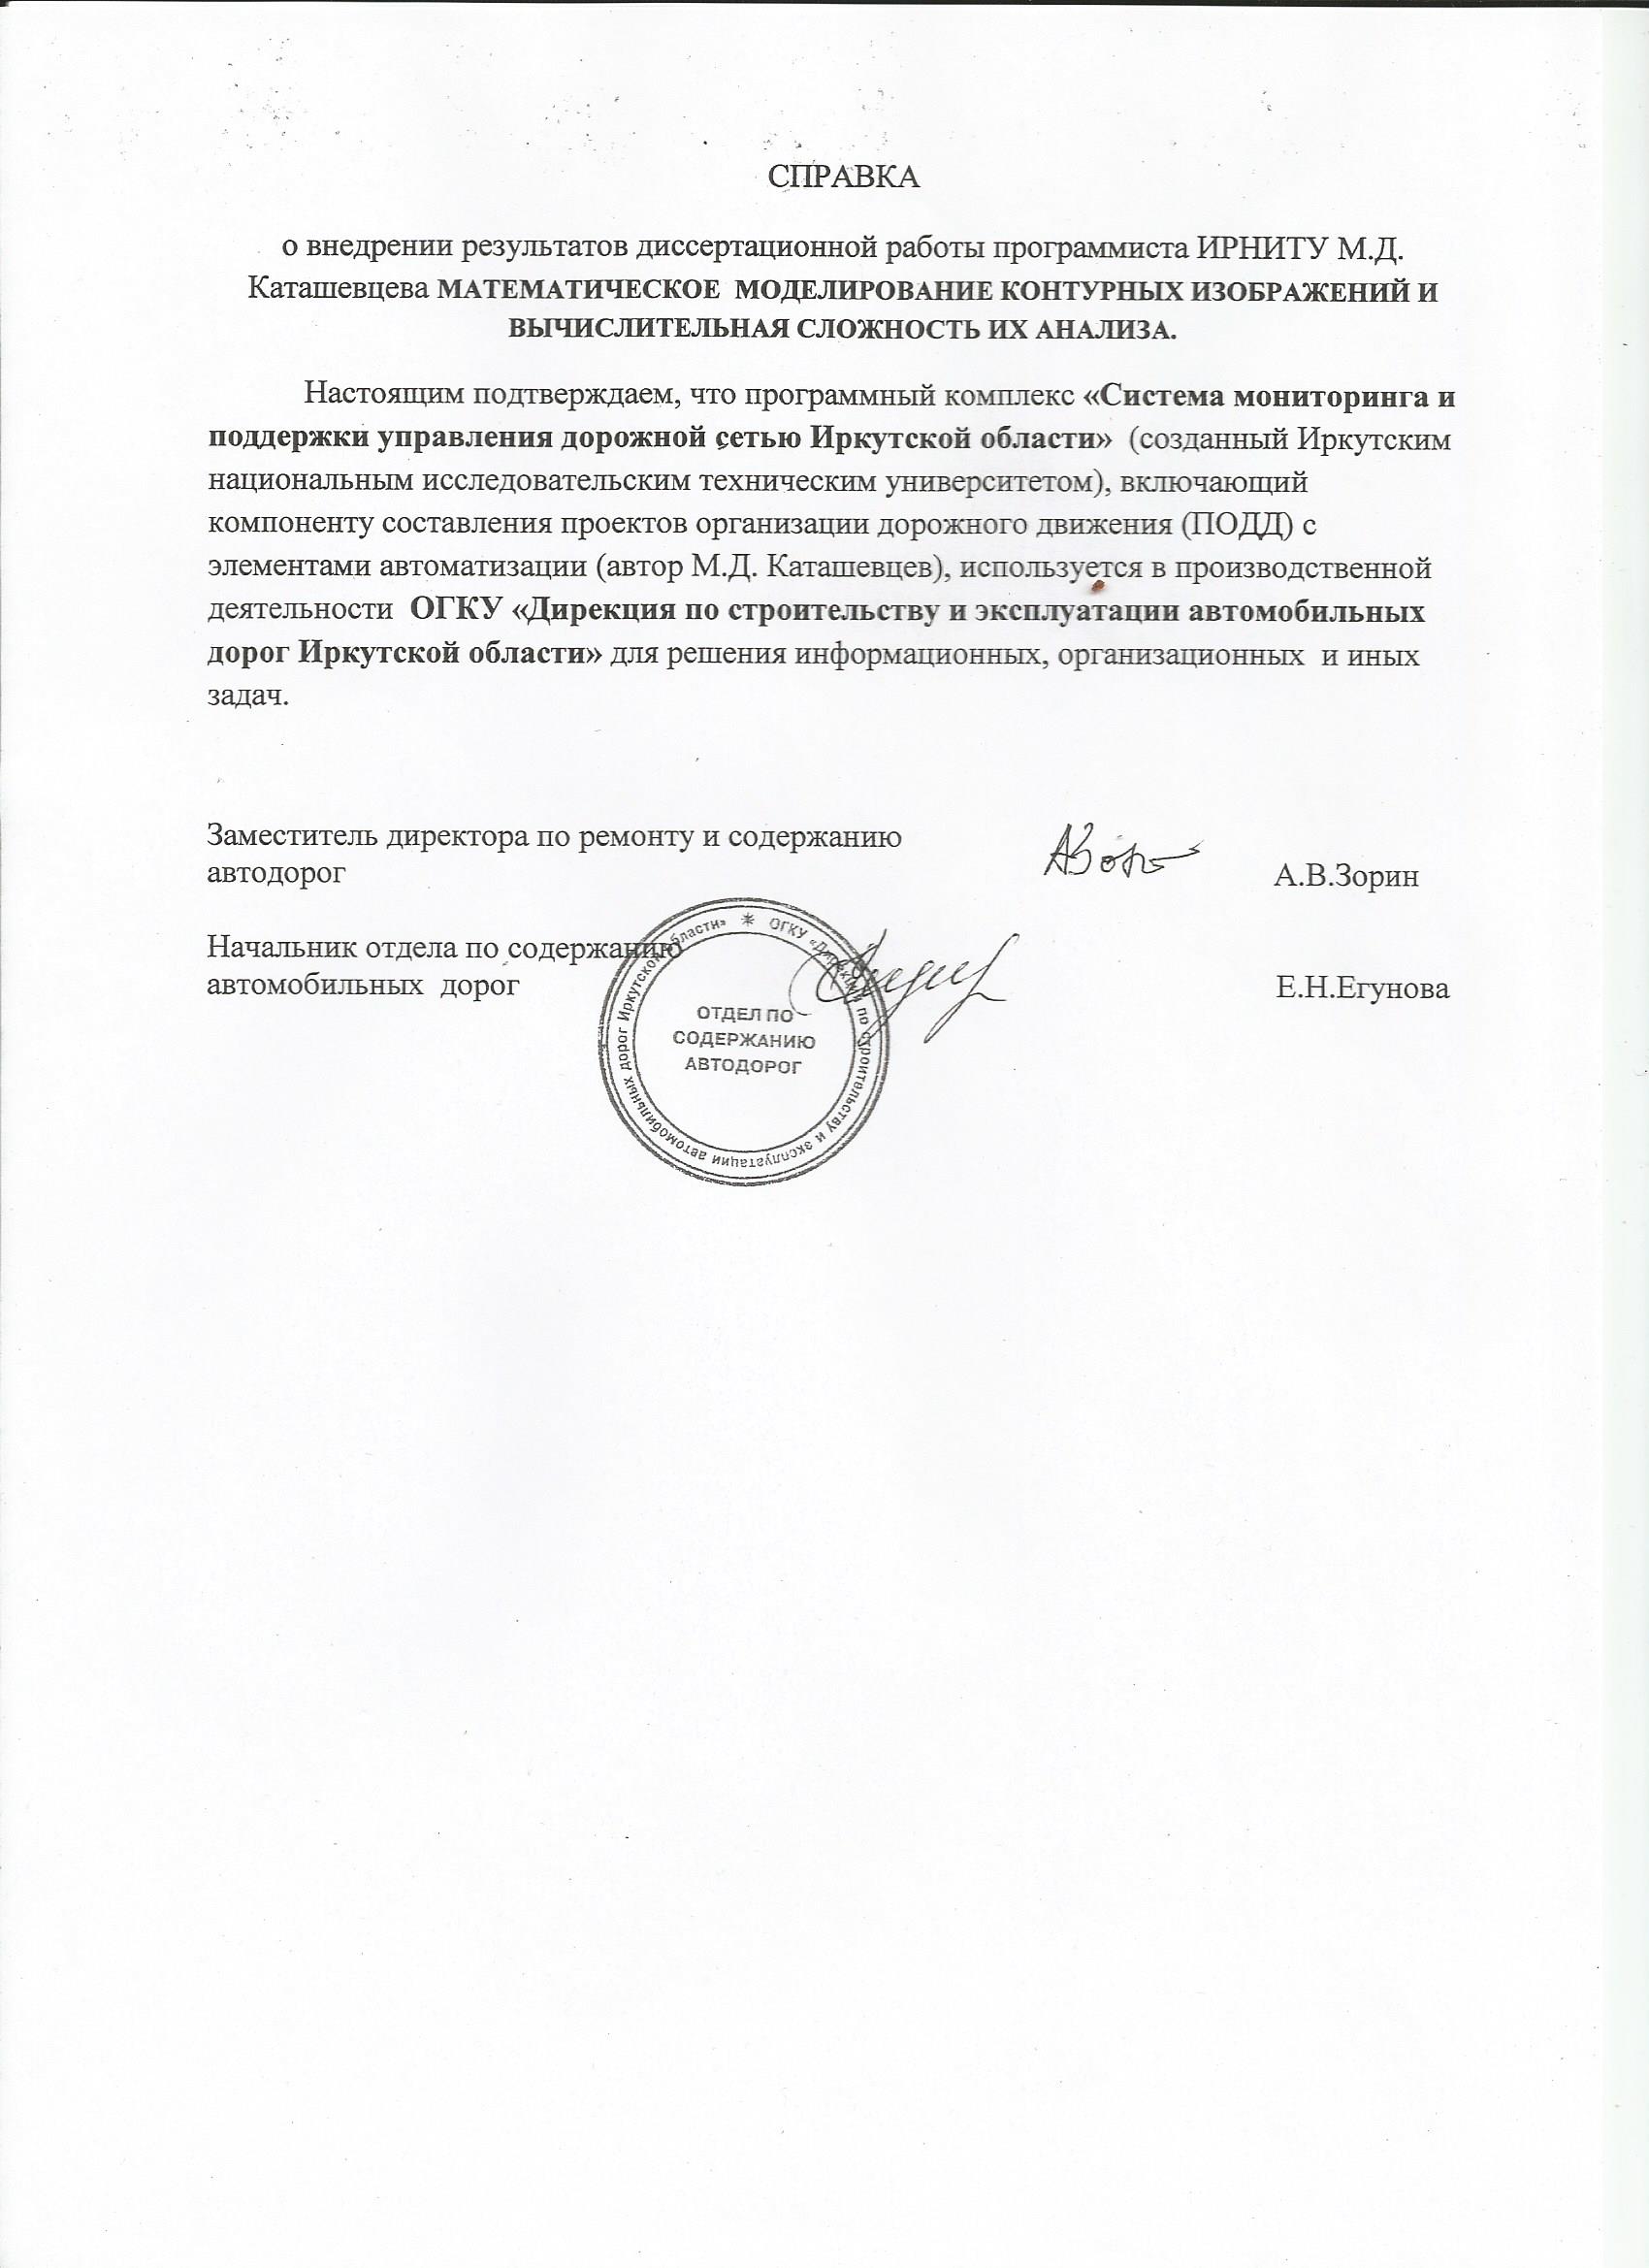 СПРАВКА
о внедрении результатов диссертационной работы программиста ИРНИТУ М.Д.
Каташевцева МАТЕМАТИЧЕСКОЕ МОДЕЛИРОВАНИЕ КОНТУРНЫХ ИЗОБРАЖЕНИЙ И
ВЫЧИСЛИТЕЛЬНАЯ СЛОЖНОСТЬ ИХ АНАЛИЗА.
Настоящим подтверждаем, что программный комплекс «Система мониторинга и
поддержки управления дорожной сетью Иркутской области» (созданный Иркутским
национальным исследовательским техническим университетом), включающий
компоненту составления проектов организации дорожного движения (ПОДД) с
элементами автоматизации (автор М.Д. Каташевцев), используется в производственной
деятельности ОГКУ «Дирекция по строительству и эксплуатации автомобильных
дорог Иркутской области» для решения информационных, организационных и иных
задач.
Заместитель директора по ремонту и содержанию
автодорог
А.В.Зорин
Начальник отдела по содержанию
автомобильных дорог
Е.Н.Егунова
ОГКУ «Дирекция по строительству и эксплуатации автомобильных дорог Иркутской области»
ОТДЕЛ ПО
СОДЕРЖАНИЮ
АВТОДОРОГ